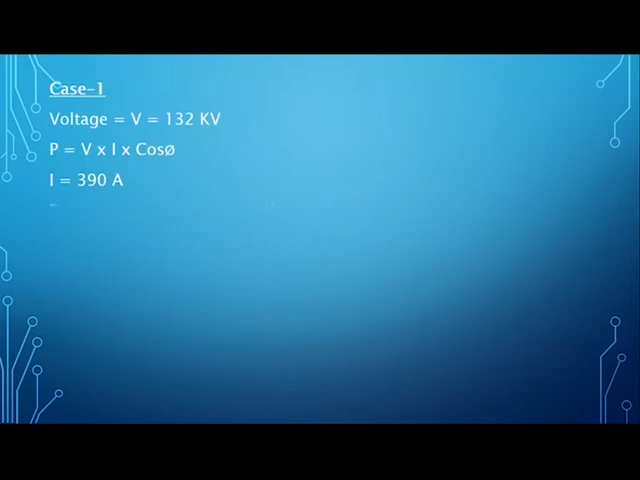 Case-1
Voltage = V = 132 KV
P = V x I x Cosø
I = 390 A